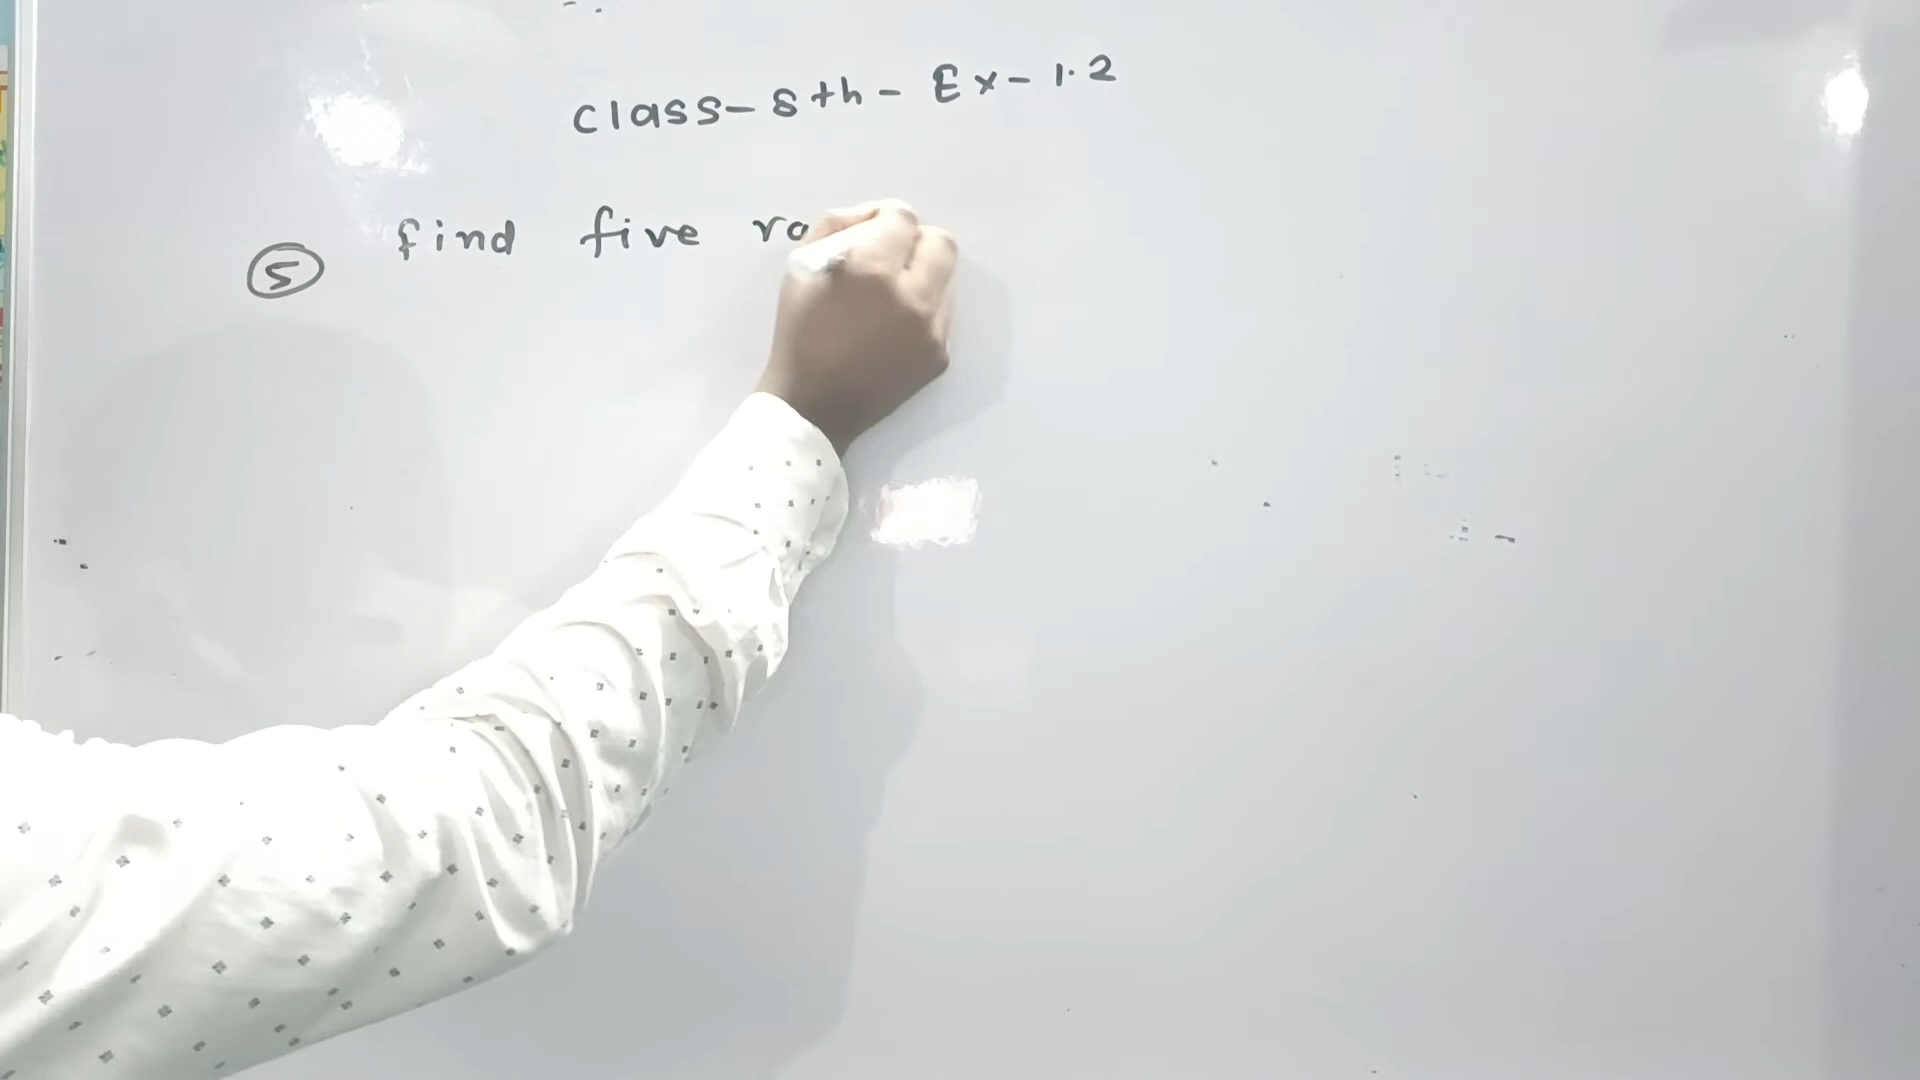 class-8th- Ex-1.2
⑤ find five ra